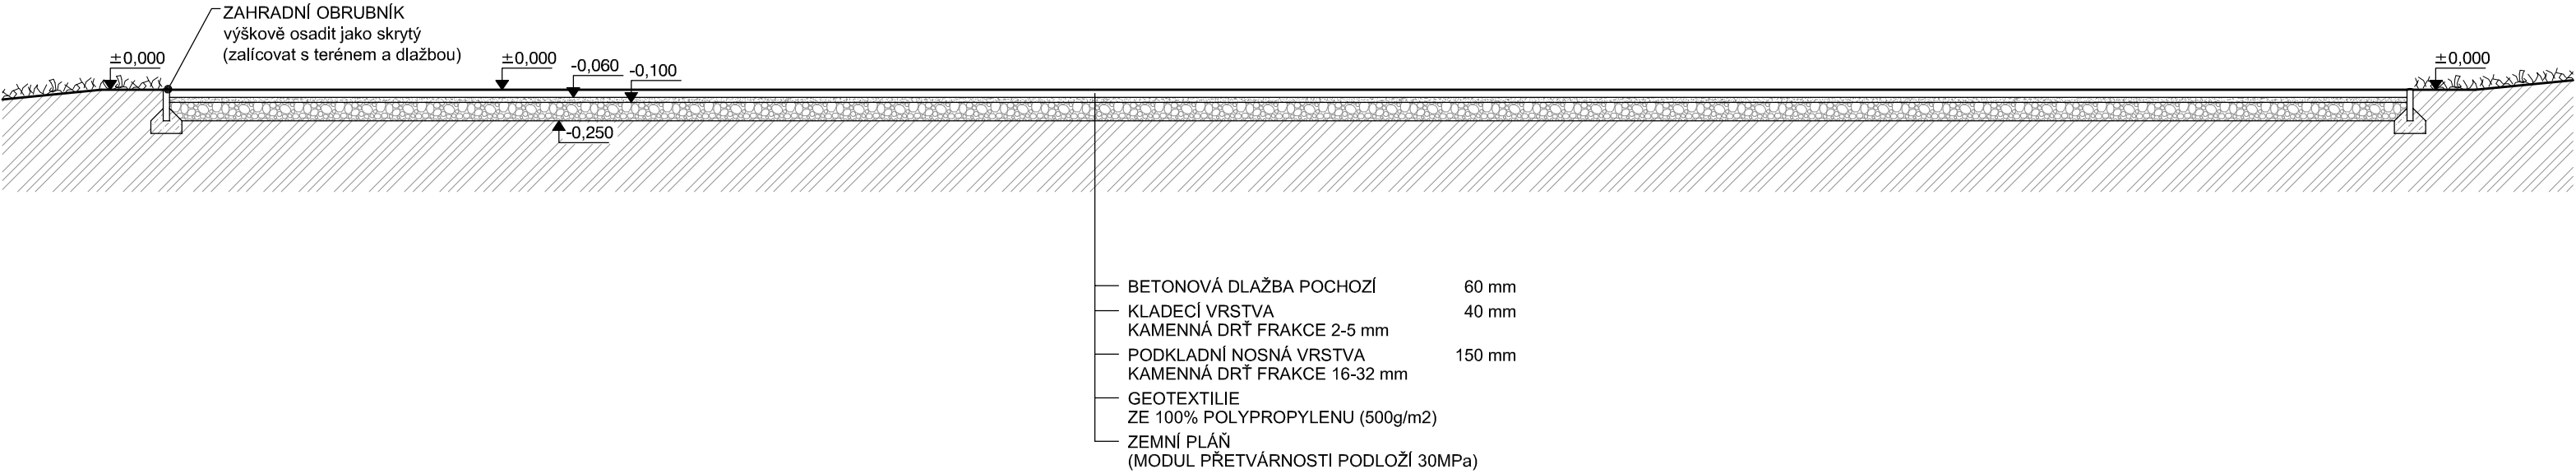 ZAHRADNÍ OBRUBNÍK
výškově osadit jako skrytý
(zalícovat s terénem a dlažbou)
±0,000
±0,000
-0,060
-0,100
±0,000
-0,250
BETONOVÁ DLAŽBA POCHOZÍ 60 mm
KLADECÍ VRSTVA 40 mm
KAMENNÁ DRŤ FRAKCE 2-5 mm
PODKLADNÍ NOSNÁ VRSTVA 150 mm
KAMENNÁ DRŤ FRAKCE 16-32 mm
GEOTEXTILIE
ZE 100% POLYPROPYLENU (500g/m2)
ZEMNÍ PLÁŇ
(MODUL PŘETVÁRNOSTI PODLOŽÍ 30MPa)